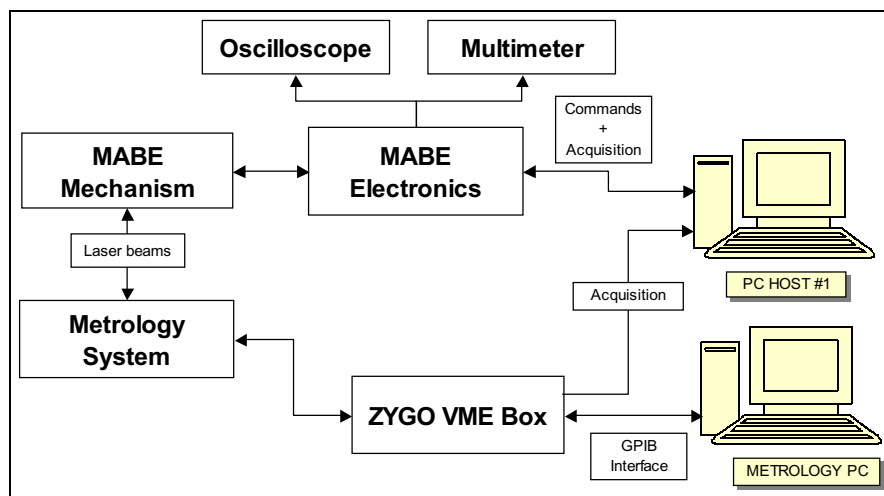 Oscilloscope
Multimeter
Commands
+
Acquisition
MABE
Mechanism
MABE
Electronics
Laser beams
PC HOST #1
Acquisition
Metrology
System
ZYGO VME Box
GPIB
Interface
METROLOGY PC